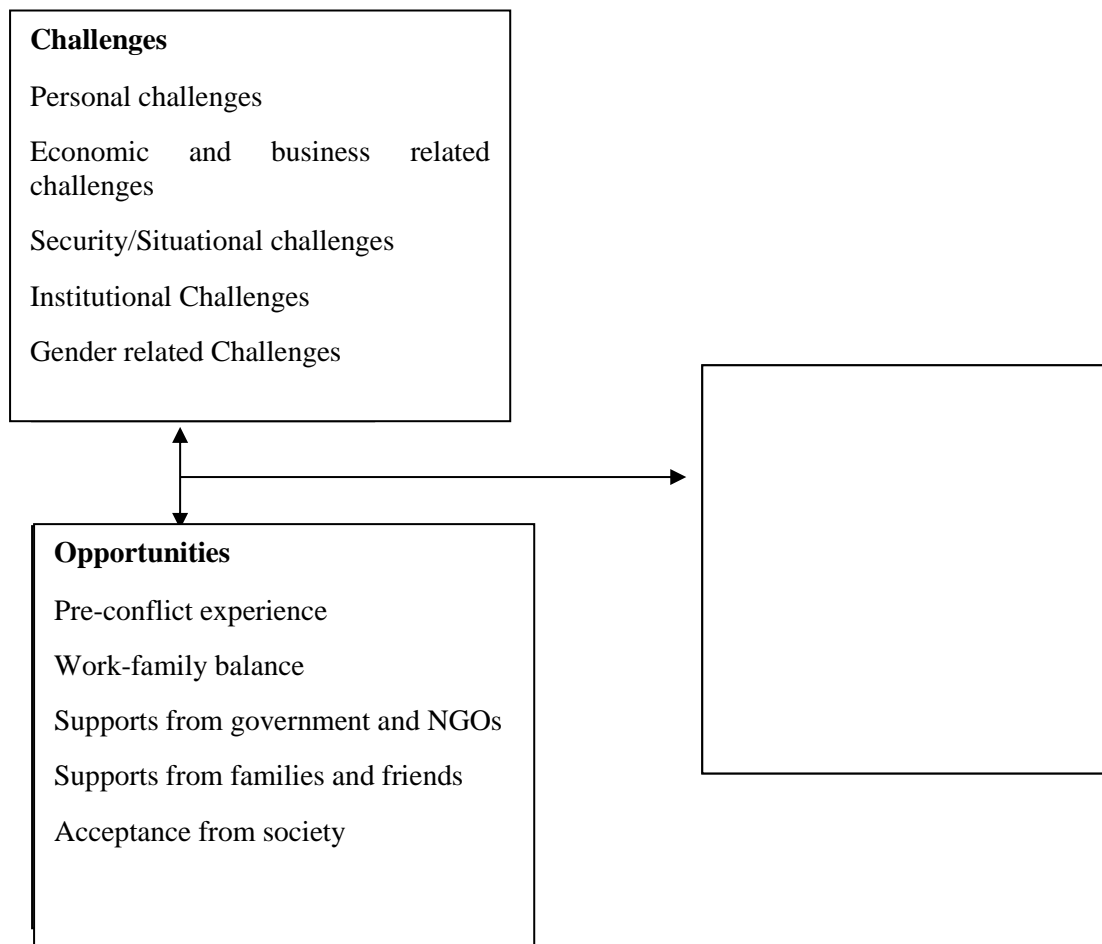 Challenges
Personal challenges
Economic and business related
challenges
Security/Situational challenges
Institutional Challenges
Gender related Challenges
Opportunities
Pre-conflict experience
Work-family balance
Supports from government and NGOs
Supports from families and friends
Acceptance from society